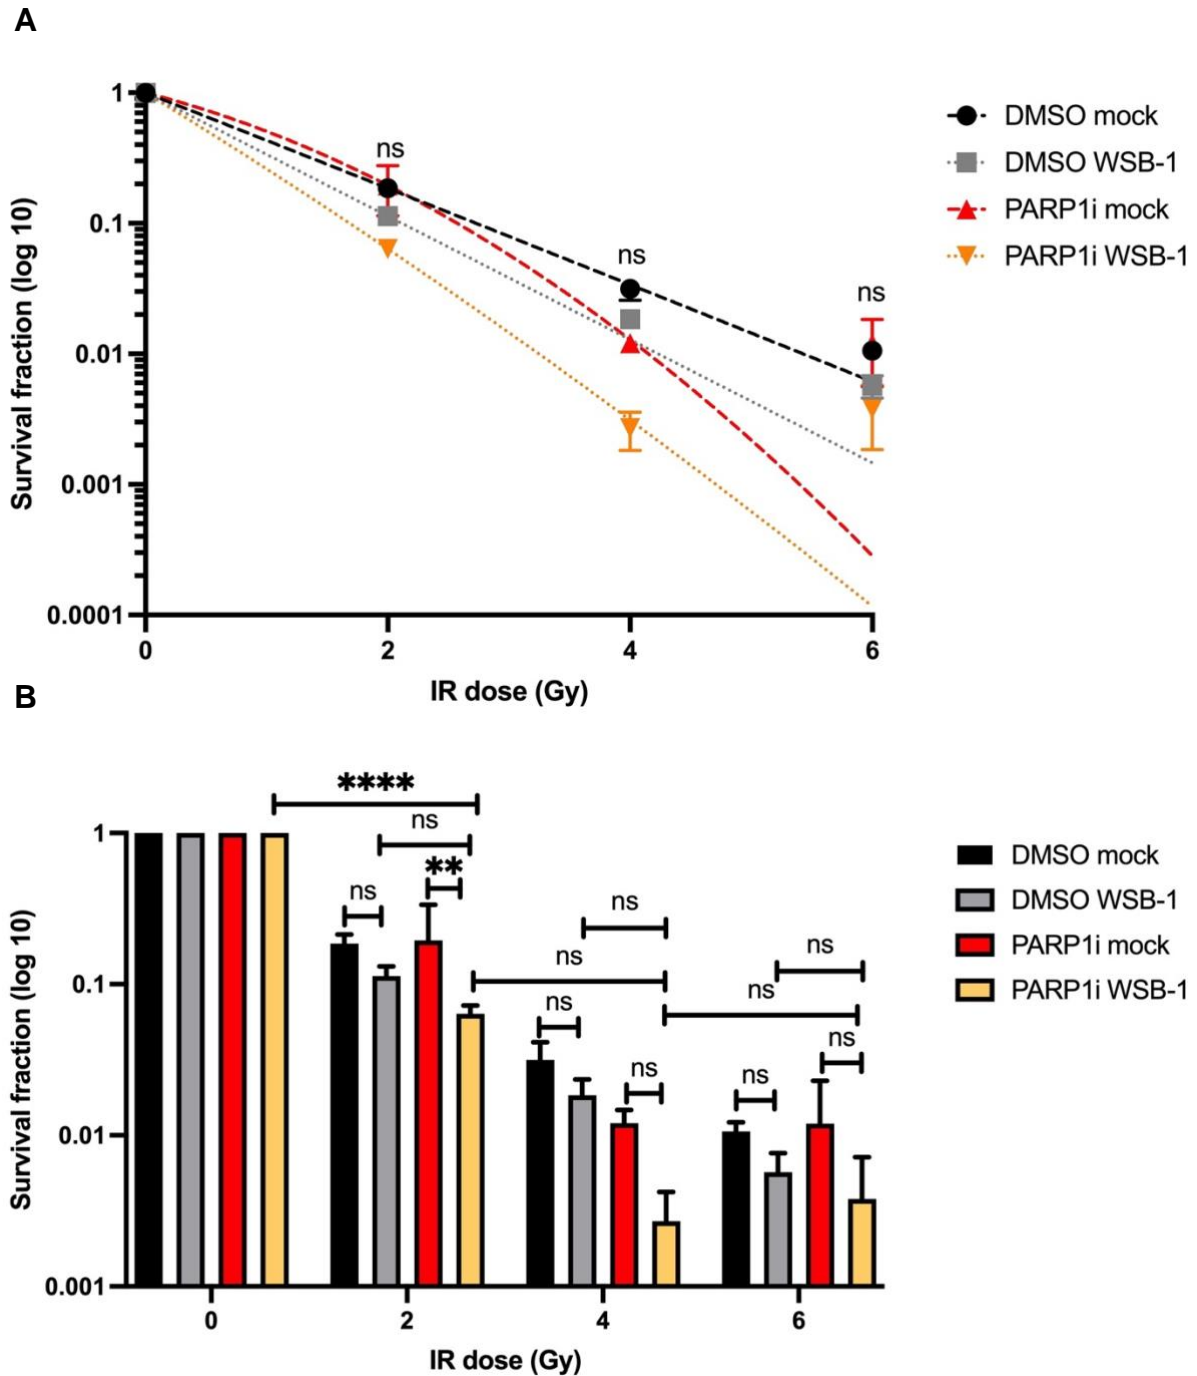 A
1
0.1
0.01
0.001
0.0001
Survival fraction (log 10)
ns
ns
ns
0 2 4 6
IR dose (Gy)
DMSO mock
DMSO WSB-1
PARP1i mock
PARP1i WSB-1
B
1
0.1
0.01
0.001
Survival fraction (log 10)
****
ns
**
ns
ns
ns
ns
ns
ns
ns
ns
ns
ns
0 2 4 6
IR dose (Gy)
DMSO mock
DMSO WSB-1
PARP1i mock
PARP1i WSB-1